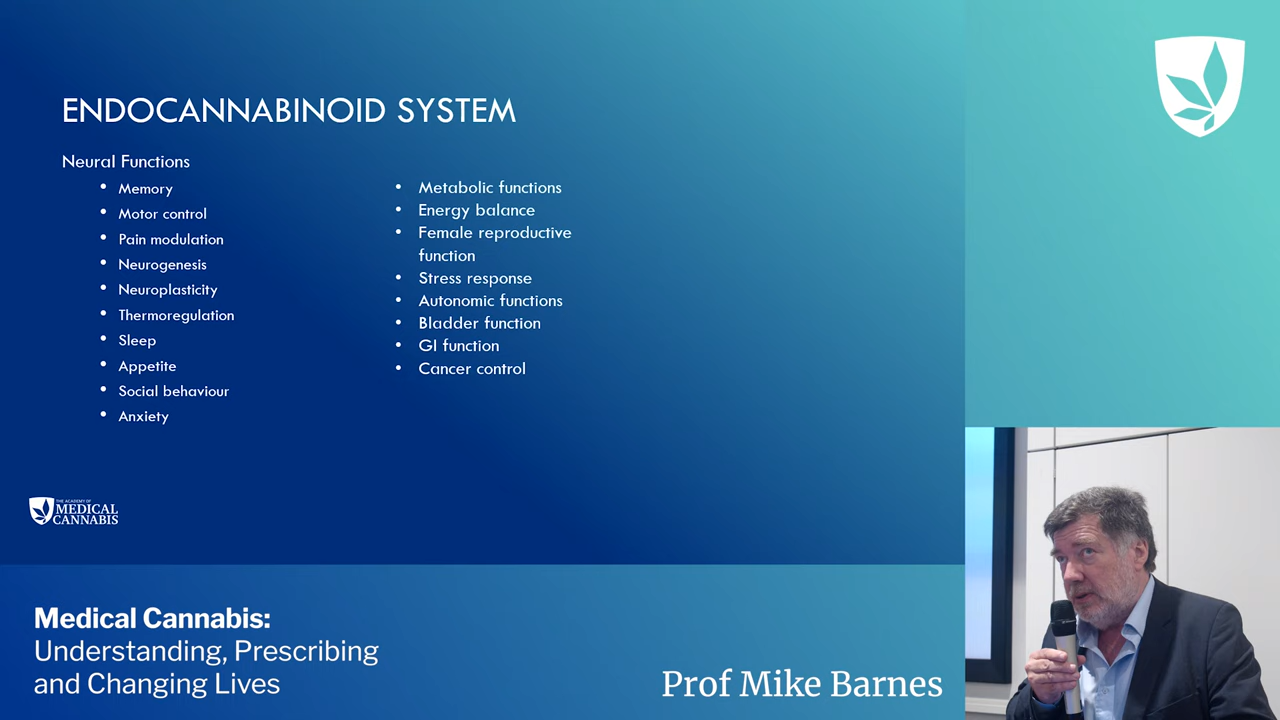 ENDOCANNABINOID SYSTEM
Neural Functions
• Memory
• Motor control
• Pain modulation
• Neurogenesis
• Neuroplasticity
• Thermoregulation
• Sleep
• Appetite
• Social behaviour
• Anxiety
• Metabolic functions
• Energy balance
• Female reproductive
function
• Stress response
• Autonomic functions
• Bladder function
• GI function
• Cancer control
THE ACADEMY OF
MEDICAL
CANNABIS
Medical Cannabis:
Understanding, Prescribing
and Changing Lives
Prof Mike Barnes